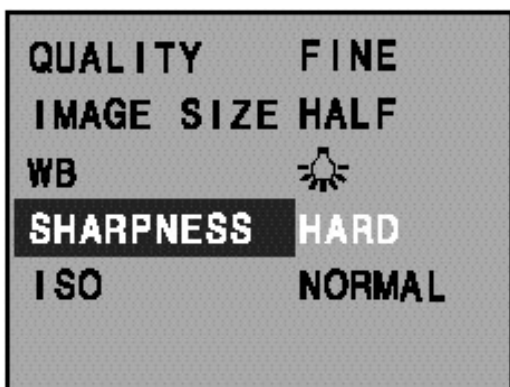 QUALITY FINE
IMAGE SIZE HALF
WB
SHARPNESS HARD
ISO NORMAL